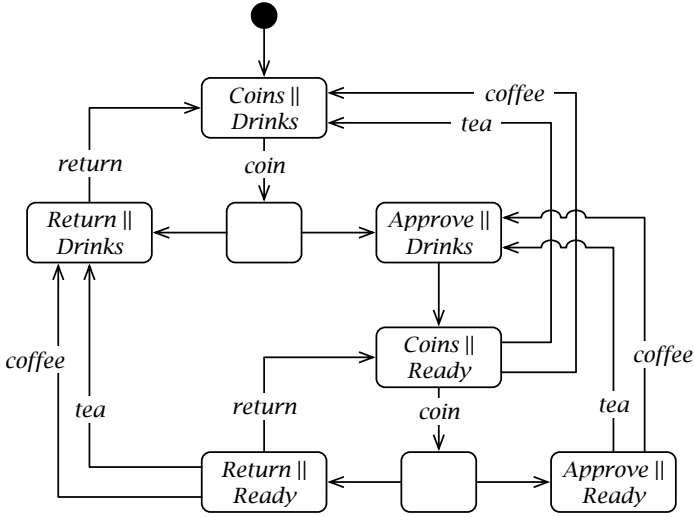 Coins ||
Drinks
coffee
tea
coin
return
Return ||
Drinks
Approve ||
Drinks
Coins ||
Ready
coffee
tea
return
coin
tea
coffee
Return ||
Ready
Approve ||
Ready